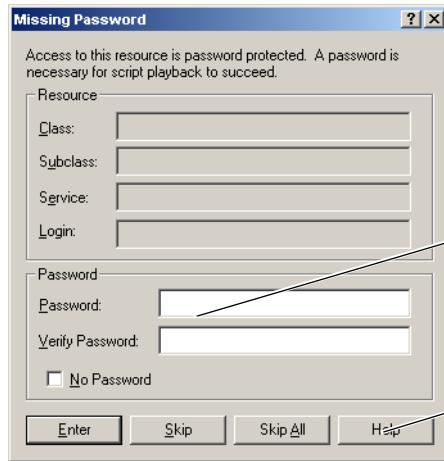 Missing Password
Access to this resource is password protected. A password is
necessary for script playback to succeed.
Resource
Class:
Subclass:
Service:
Login:
Password
Password:
Verify Password:
No Password
Enter
Skip
Skip All
Help